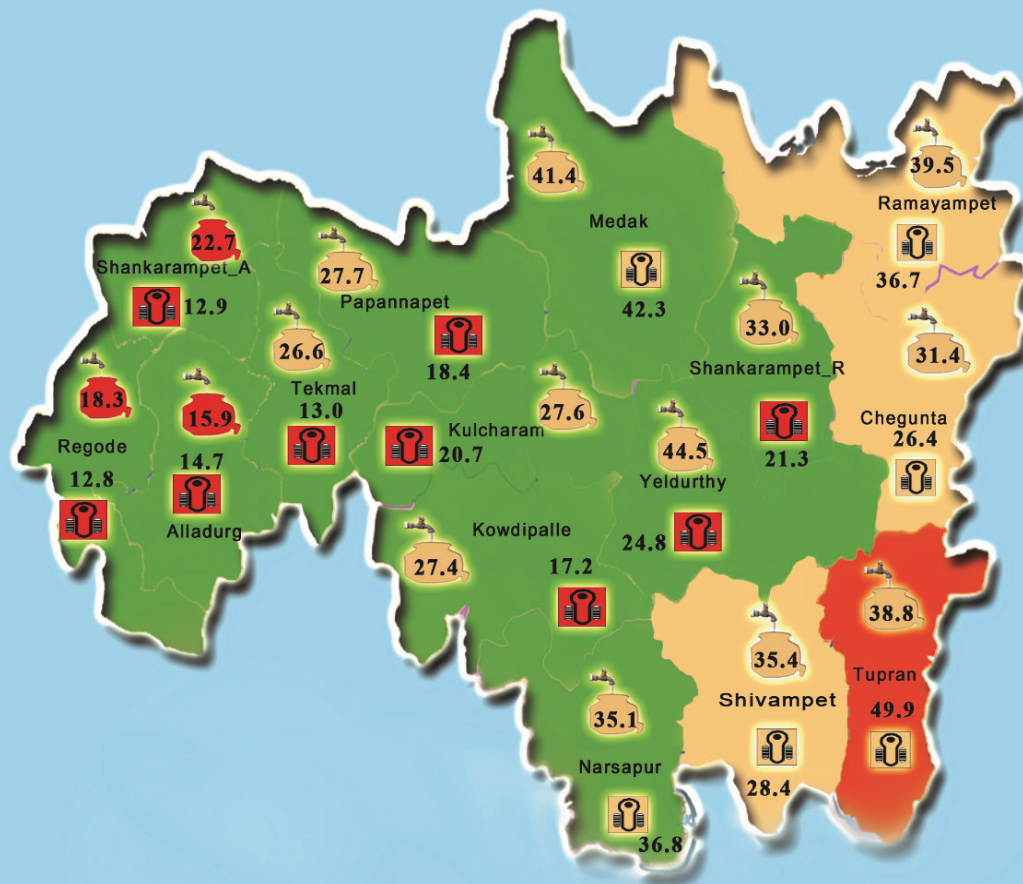 39.5
Ramayampet
36.7
41.4
Medak
42.3
22.7
Shankarampet_A
12.9
27.7
Papannapet
18.4
33.0
Shankarampet_R
21.3
31.4
Chegunta
26.4
26.6
Tekmal
13.0
18.3
Regode
12.8
15.9
14.7
Alladurg
27.6
Kulcharam
20.7
44.5
Yeldurthy
24.8
27.4
Kowdipalle
17.2
38.8
Tupran
49.9
35.4
Shivampet
28.4
35.1
Narsapur
36.8